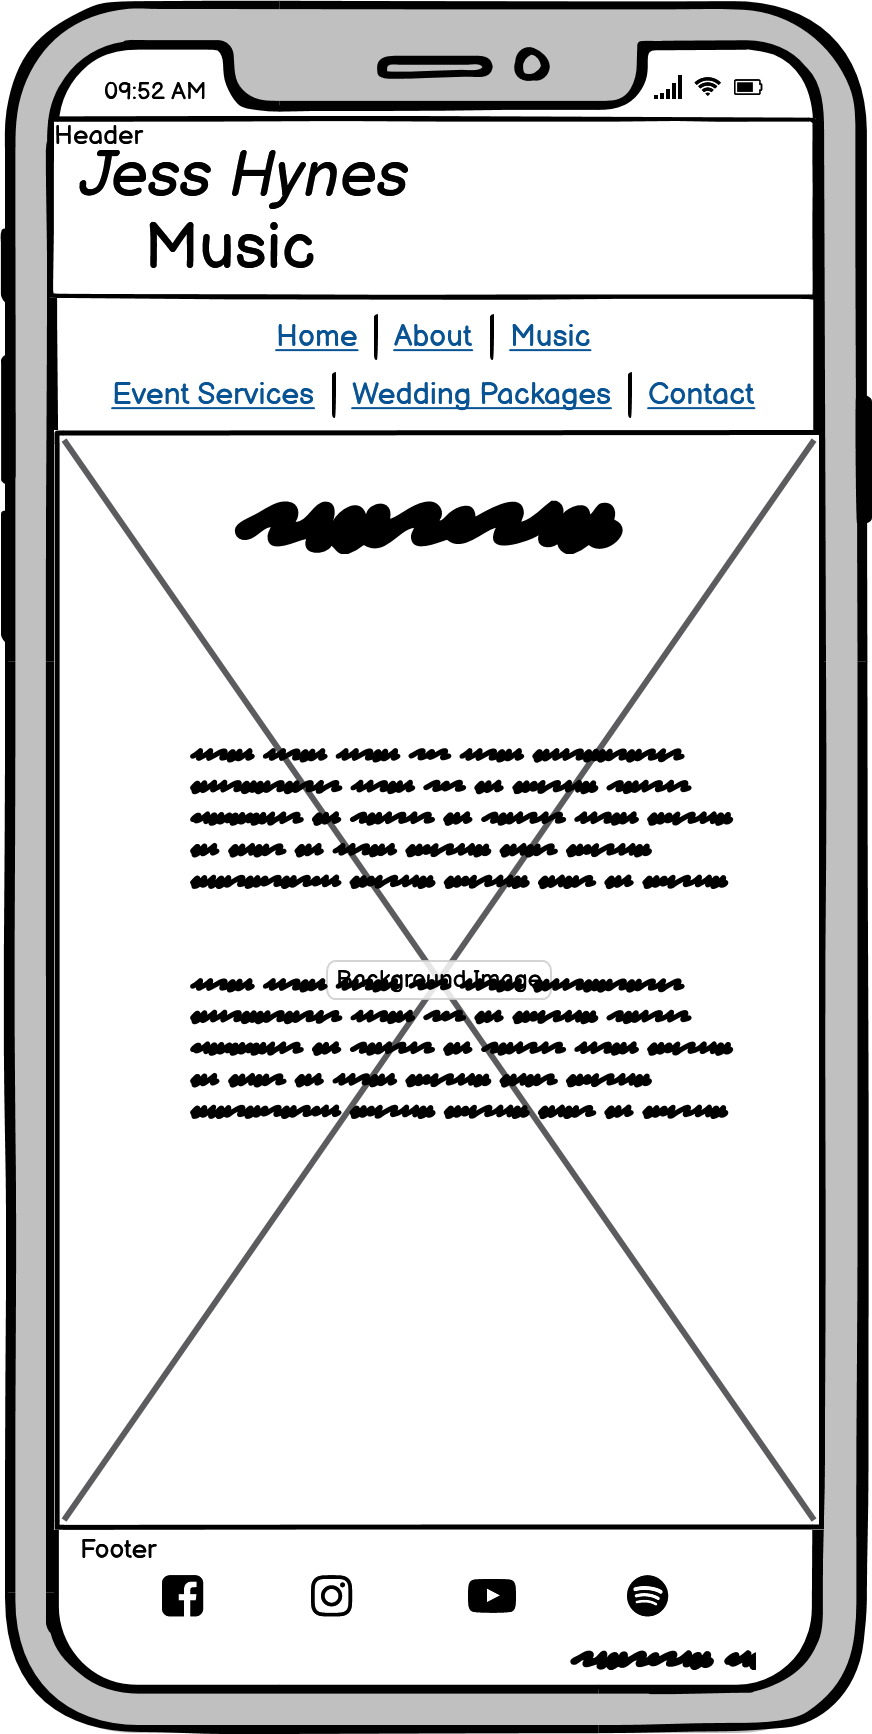 09:52 AM
Header
Jess Hynes
Music
Home | About | Music
Event Services | Wedding Packages | Contact
Background Image
Footer